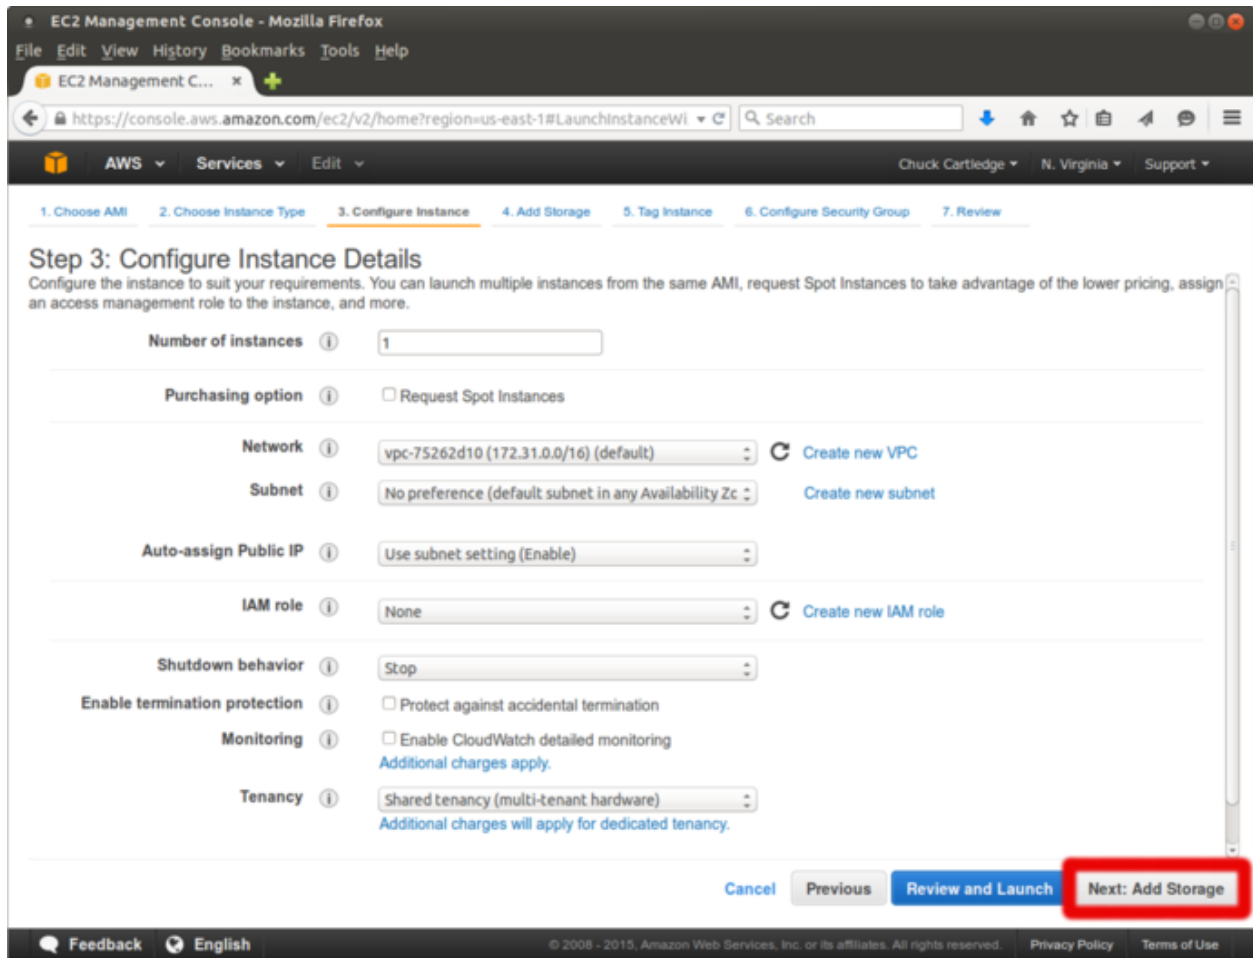 EC2 Management Console - Mozilla Firefox
File Edit View History Bookmarks Tools Help
EC2 Management C... ×
https://console.aws.amazon.com/ec2/v2/home?region=us-east-1#LaunchInstanceWi Search
AWS Services Edit Chuck Cartledge N. Virginia Support
1. Choose AMI 2. Choose Instance Type 3. Configure Instance 4. Add Storage 5. Tag Instance 6. Configure Security Group 7. Review
Step 3: Configure Instance Details
Configure the instance to suit your requirements. You can launch multiple instances from the same AMI, request Spot Instances to take advantage of the lower pricing, assign
an access management role to the instance, and more.
Number of instances i 1
Purchasing option i Request Spot Instances
Network i vpc-75262d10 (172.31.0.0/16) (default) Create new VPC
Subnet i No preference (default subnet in any Availability Zc Create new subnet
Auto-assign Public IP i Use subnet setting (Enable)
IAM role i None Create new IAM role
Shutdown behavior i Stop
Enable termination protection i Protect against accidental termination
Monitoring i Enable CloudWatch detailed monitoring
Additional charges apply.
Tenancy i Shared tenancy (multi-tenant hardware)
Additional charges will apply for dedicated tenancy.
Cancel Previous Review and Launch Next: Add Storage
Feedback English © 2008 - 2015, Amazon Web Services, Inc. or its affiliates. All rights reserved. Privacy Policy Terms of Use